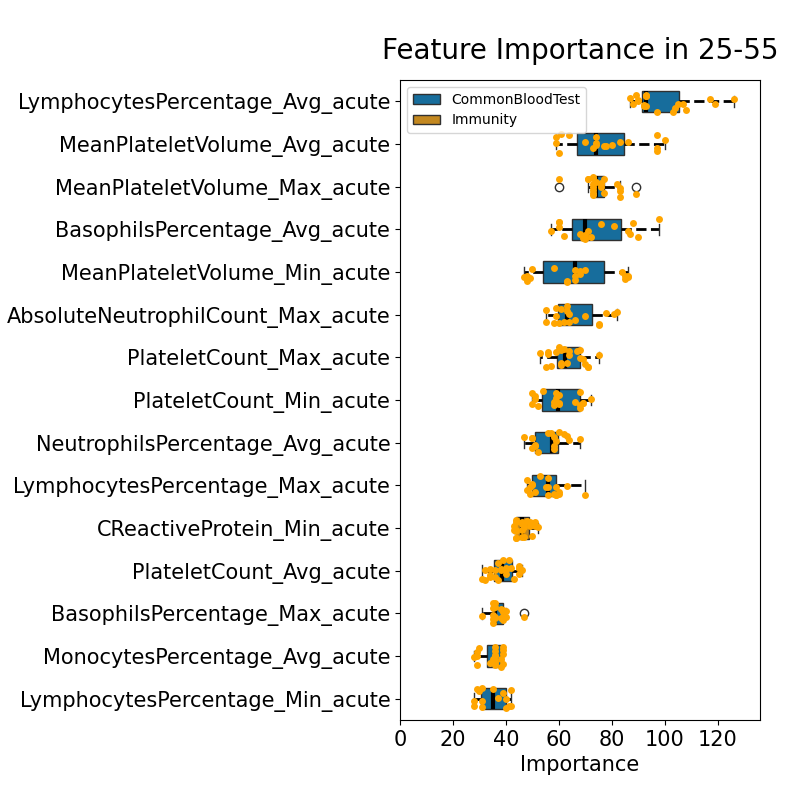 Feature Importance in 25-55
CommonBloodTest
Immunity
LymphocytesPercentage_Avg_acute
MeanPlateletVolume_Avg_acute
MeanPlateletVolume_Max_acute
BasophilsPercentage_Avg_acute
MeanPlateletVolume_Min_acute
AbsoluteNeutrophilCount_Max_acute
PlateletCount_Max_acute
PlateletCount_Min_acute
NeutrophilsPercentage_Avg_acute
LymphocytesPercentage_Max_acute
CReactiveProtein_Min_acute
PlateletCount_Avg_acute
BasophilsPercentage_Max_acute
MonocytesPercentage_Avg_acute
LymphocytesPercentage_Min_acute
0 20 40 60 80 100 120
Importance